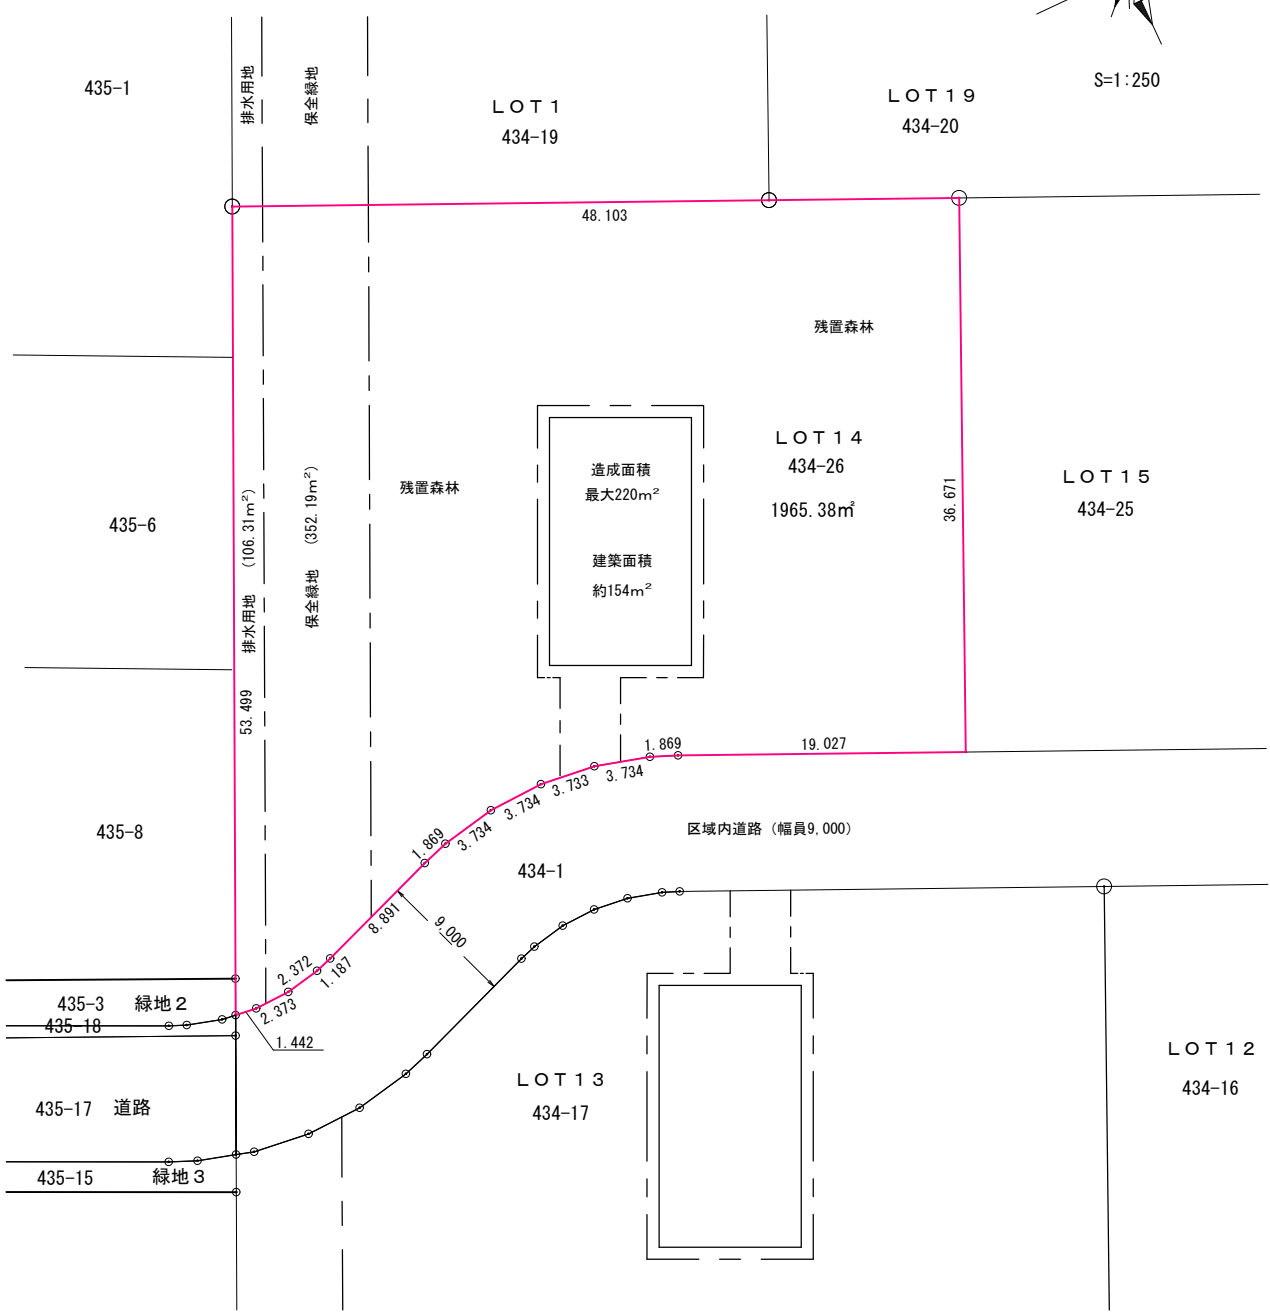 S=1:250
435-1
排水用地
保全緑地
LOT1
434-19
LOT19
434-20
48.103
残置森林
LOT14
434-26
1965.38㎡
36.671
LOT15
434-25
造成面積
最大220m²
建築面積
約154m²
残置森林
435-6
排水用地 (106.31m²)
保全緑地 (352.19m²)
53.499
435-8
1.869
19.027
3.734
3.733
3.734
3.734
1.869
8.891
1.187
2.372
2.373
1.442
区域内道路（幅員9,000）
434-1
9.000
435-3 緑地2
435-18
435-17 道路
435-15 緑地3
LOT13
434-17
LOT12
434-16